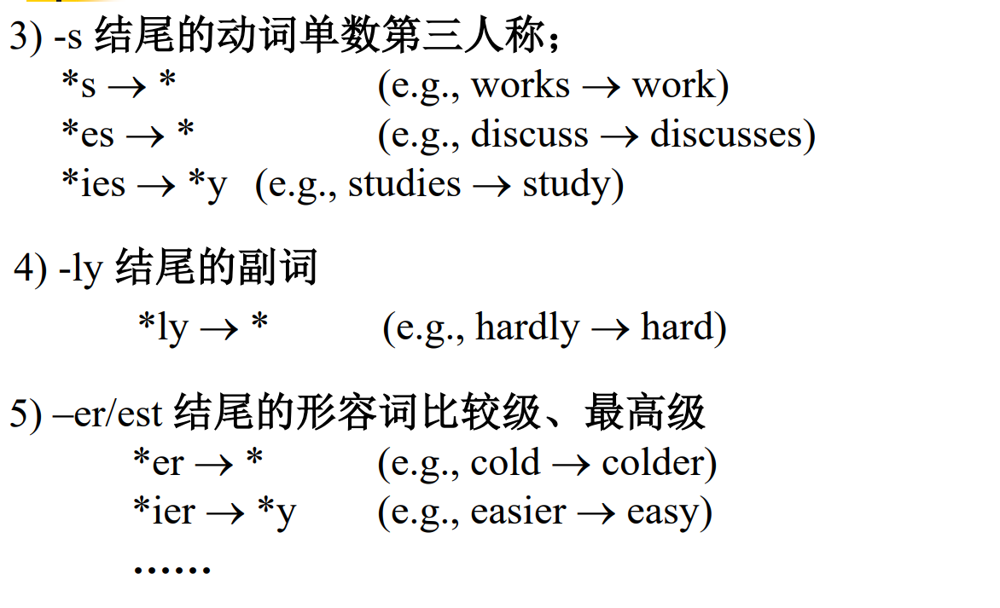 3) -s 结尾的动词单数第三人称；
*s → * (e.g., works → work)
*es → * (e.g., discuss → discusses)
*ies → *y (e.g., studies → study)
4) -ly 结尾的副词
*ly → * (e.g., hardly → hard)
5) –er/est 结尾的形容词比较级、最高级
*er → * (e.g., cold → colder)
*ier → *y (e.g., easier → easy)
……